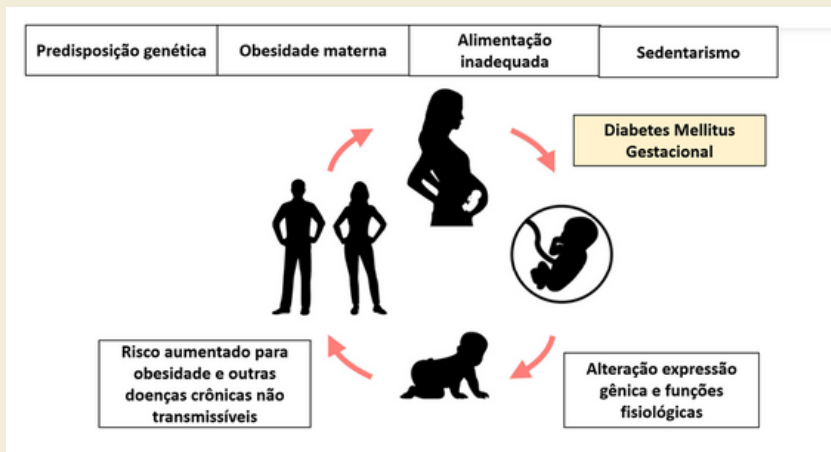 Predisposição genética
Obesidade materna
Alimentação
inadequada
Sedentarismo
Diabetes Mellitus
Gestacional
Alteração expressão
gênica e funções
fisiológicas
Risco aumentado para
obesidade e outras
doenças crônicas não
transmissíveis